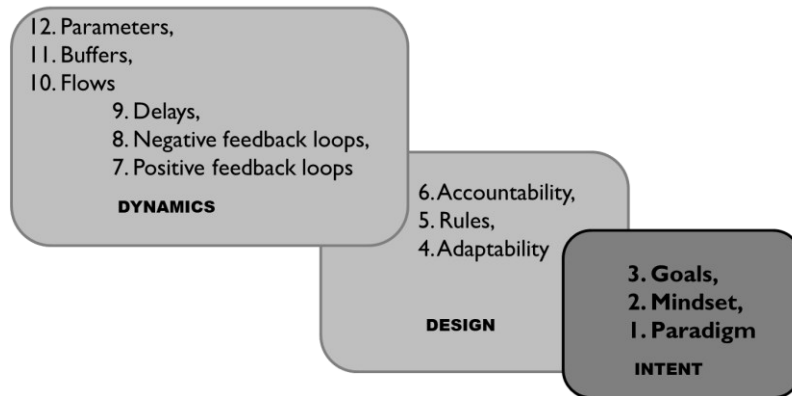 12. Parameters,
11. Buffers,
10. Flows
9. Delays,
8. Negative feedback loops,
7. Positive feedback loops
DYNAMICS
6. Accountability,
5. Rules,
4. Adaptability
DESIGN
3. Goals,
2. Mindset,
1. Paradigm
INTENT